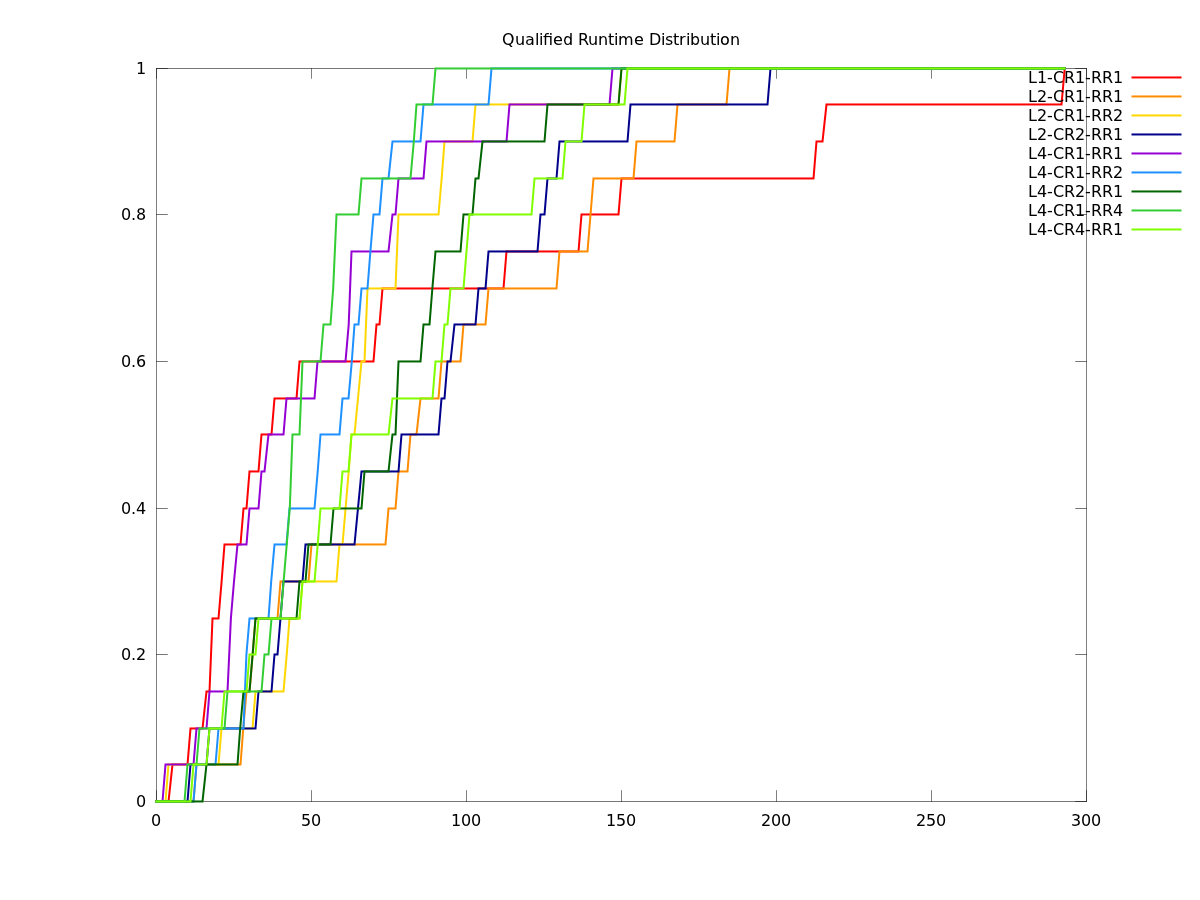 Qualified Runtime Distribution
1
0.8
0.6
0.4
0.2
0
0 50 100 150 200 250 300
L1-CR1-RR1
L2-CR1-RR1
L2-CR1-RR2
L2-CR2-RR1
L4-CR1-RR1
L4-CR1-RR2
L4-CR2-RR1
L4-CR1-RR4
L4-CR4-RR1